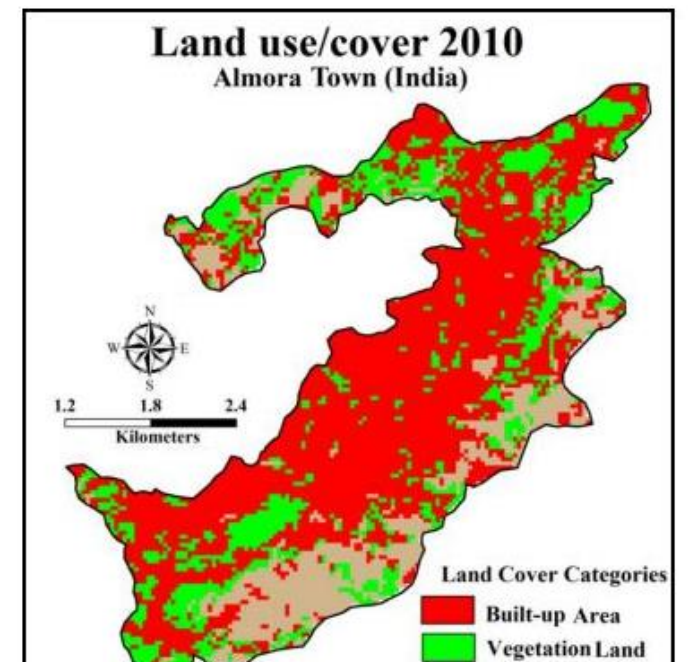 Land use/cover 2010
Almora Town (India)
N
W E
S
1.2 1.8 2.4
Kilometers
Land Cover Categories
Built-up Area
Vegetation Land